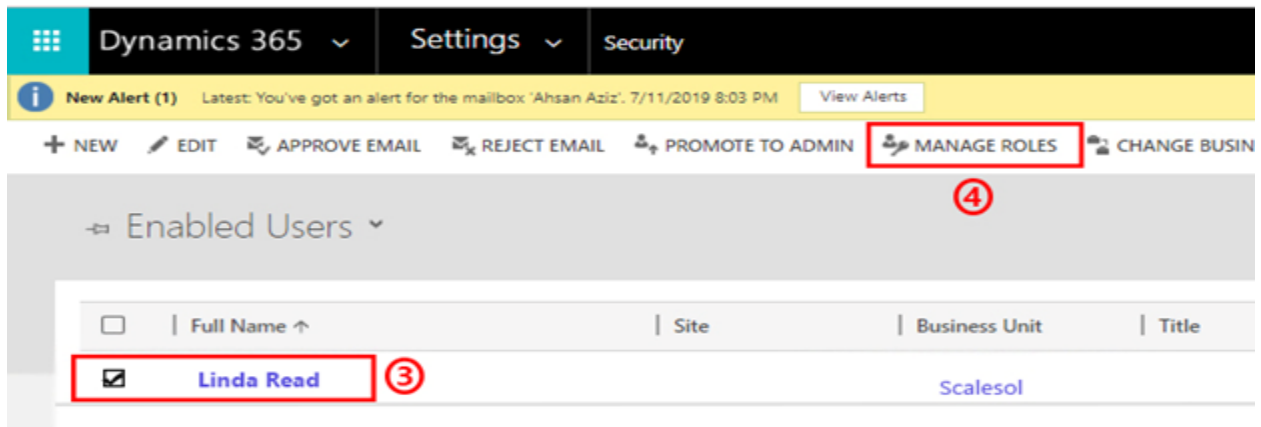 Dynamics 365 Settings Security
i New Alert (1) Latest: You've got an alert for the mailbox 'Ahsan Aziz'. 7/11/2019 8:03 PM View Alerts
NEW EDIT APPROVE EMAIL REJECT EMAIL PROMOTE TO ADMIN MANAGE ROLES CHANGE BUSIN
④
Enabled Users
Full Name ↑ Site Business Unit Title
Linda Read ③
Scalesol